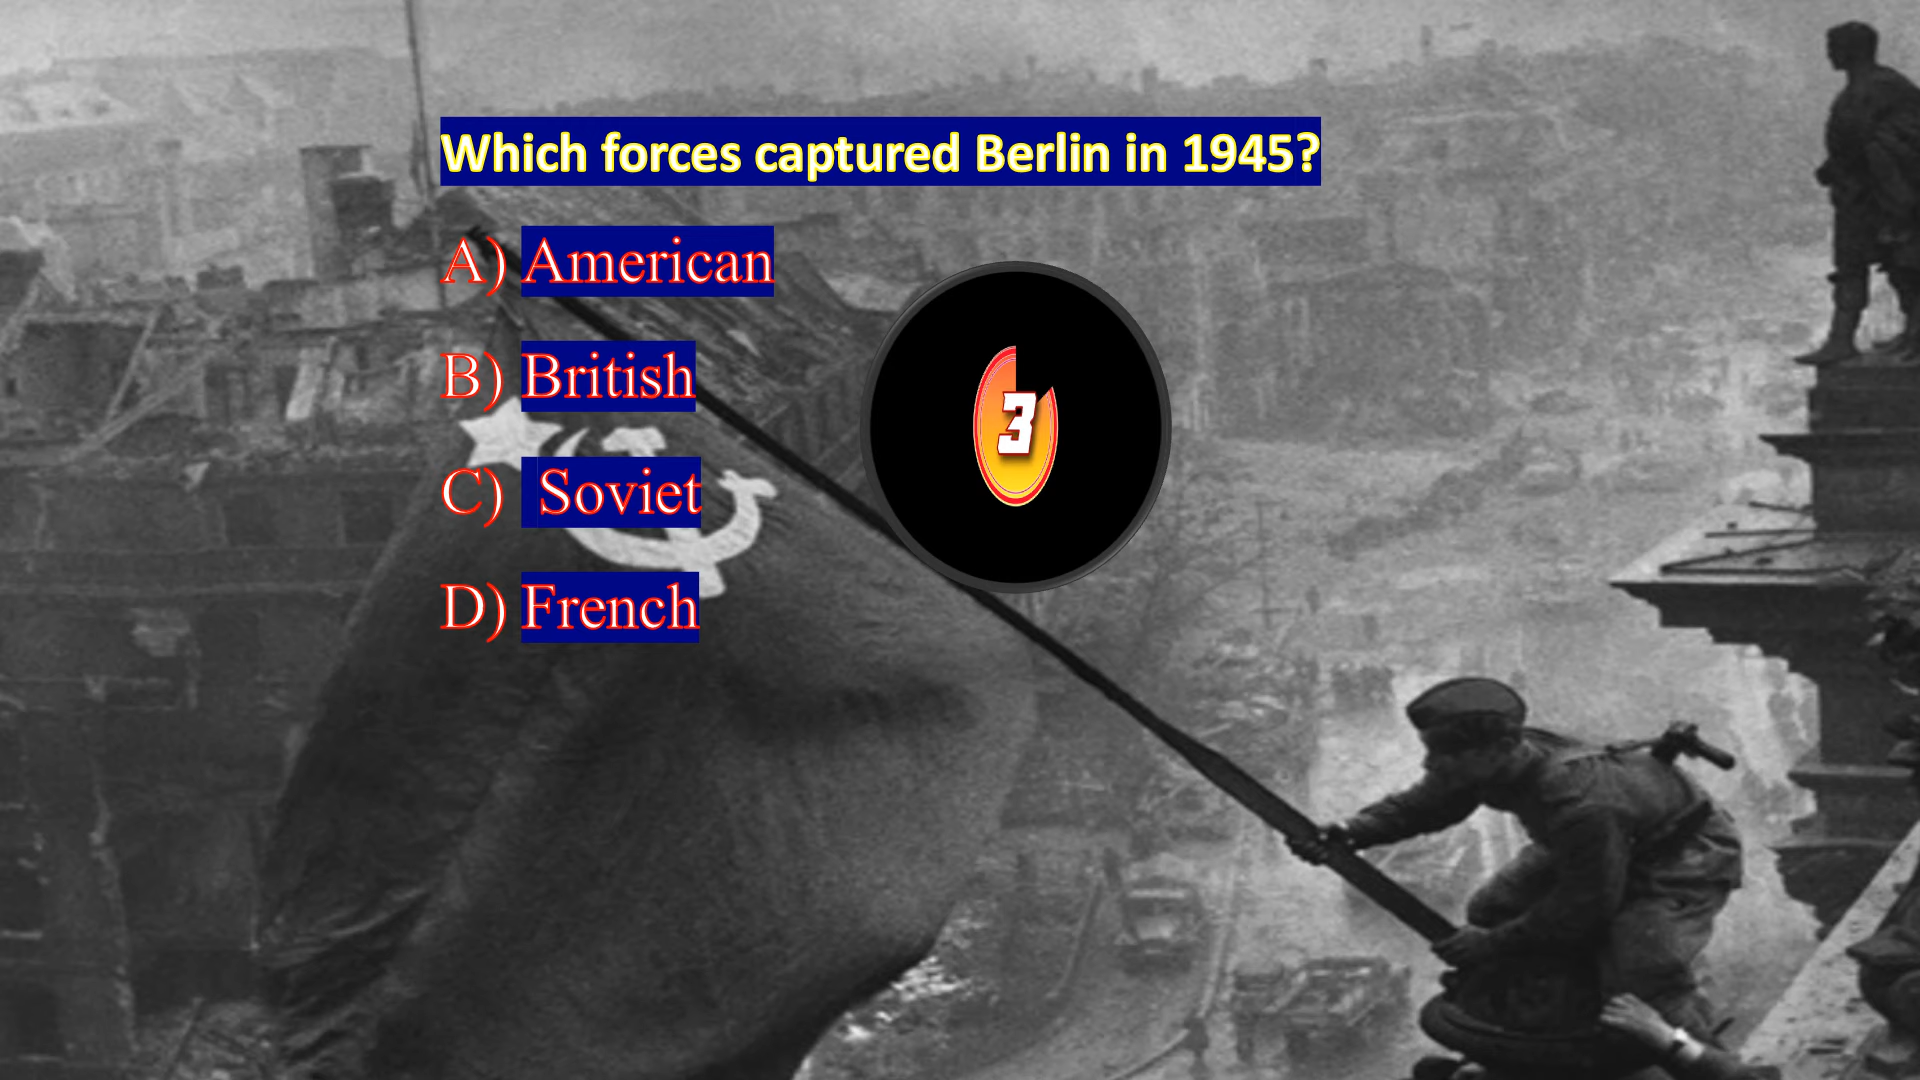 Which forces captured Berlin in 1945?
A) American
B) British
C) Soviet
D) French
3